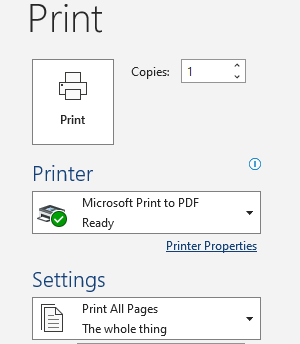 Print
Copies: 1
Print
Printer
Microsoft Print to PDF
Ready
Printer Properties
Settings
Print All Pages
The whole thing